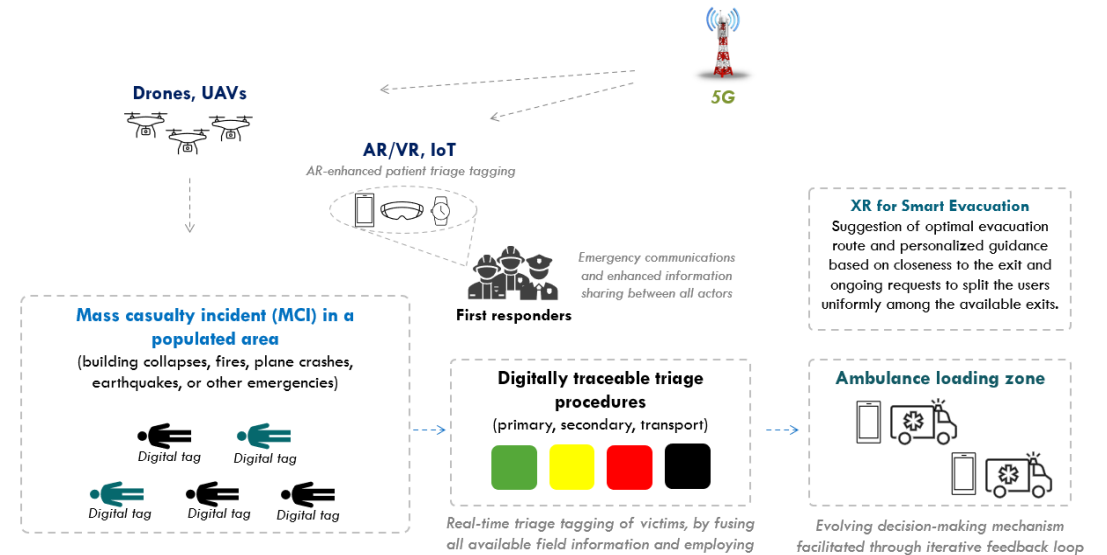 5G
Drones, UAVs
AR/VR, IoT
AR-enhanced patient triage tagging
XR for Smart Evacuation
Suggestion of optimal evacuation
route and personalized guidance
based on closeness to the exit and
ongoing requests to split the users
uniformly among the available exits.
Emergency communications
and enhanced information
sharing between all actors
First responders
Mass casualty incident (MCI) in a
populated area
(building collapses, fires, plane crashes,
earthquakes, or other emergencies)
Digital tag
Digital tag
Digital tag
Digital tag
Digital tag
Digitally traceable triage
procedures
(primary, secondary, transport)
Real-time triage tagging of victims, by fusing
all available field information and employing
Ambulance loading zone
Evolving decision-making mechanism
facilitated through iterative feedback loop